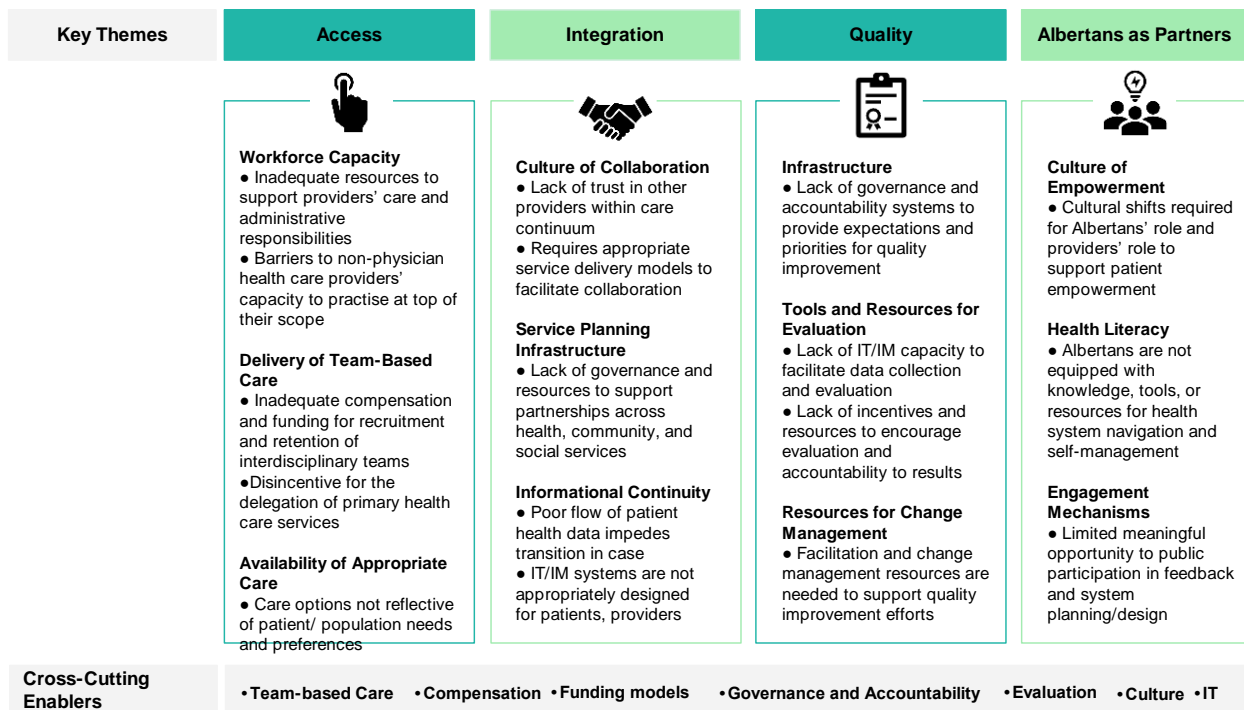 Key Themes
Access
Integration
Quality
Albertans as Partners
Workforce Capacity
● Inadequate resources to
support providers' care and
administrative
responsibilities
● Barriers to non-physician
health care providers'
capacity to practise at top of
their scope
Delivery of Team-Based
Care
● Inadequate compensation
and funding for recruitment
and retention of
interdisciplinary teams
●Disincentive for the
delegation of primary health
care services
Availability of Appropriate
Care
● Care options not reflective
of patient/ population needs
and preferences
Culture of Collaboration
● Lack of trust in other
providers within care
continuum
● Requires appropriate
service delivery models to
facilitate collaboration
Service Planning
Infrastructure
● Lack of governance and
resources to support
partnerships across
health, community, and
social services
Informational Continuity
● Poor flow of patient
health data impedes
transition in case
● IT/IM systems are not
appropriately designed
for patients, providers
Infrastructure
● Lack of governance and
accountability systems to
provide expectations and
priorities for quality
improvement
Tools and Resources for
Evaluation
● Lack of IT/IM capacity to
facilitate data collection
and evaluation
● Lack of incentives and
resources to encourage
evaluation and
accountability to results
Resources for Change
Management
● Facilitation and change
management resources are
needed to support quality
improvement efforts
Culture of
Empowerment
● Cultural shifts required
for Albertans' role and
providers' role to
support patient
empowerment
Health Literacy
● Albertans are not
equipped with
knowledge, tools, or
resources for health
system navigation and
self-management
Engagement
Mechanisms
● Limited meaningful
opportunity to public
participation in feedback
and system
planning/design
Cross-Cutting
Enablers
•Team-based Care •Compensation •Funding models •Governance and Accountability •Evaluation •Culture •IT